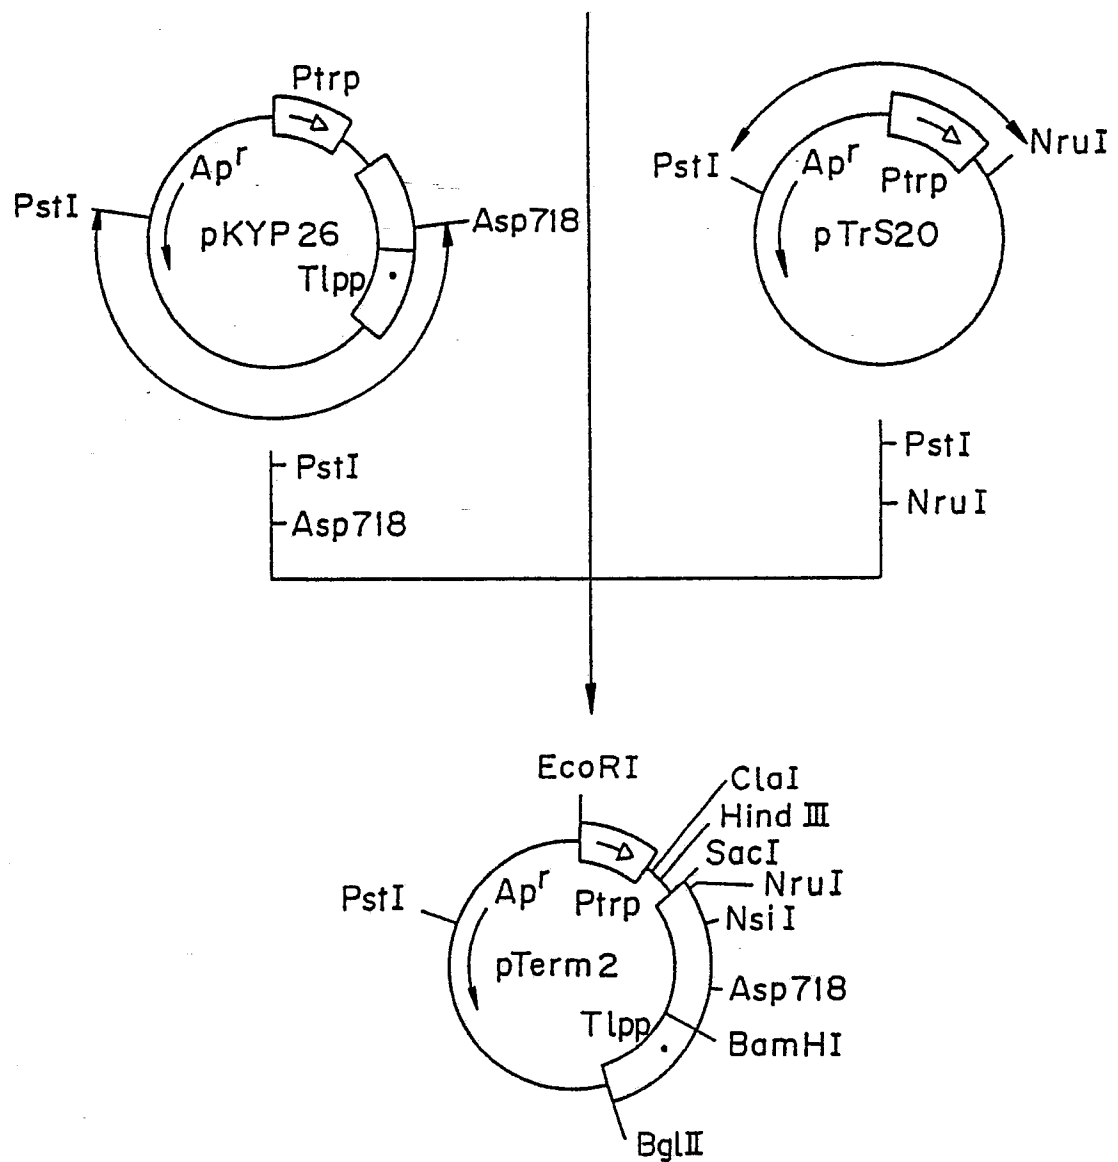 Ptrp
Apr
PstI
pKYP26
Asp718
Tlpp
PstI
Asp718
NruI
PstI
Apr
Ptrp
pTrS20
PstI
NruI
EcoRI
ClaI
Hind III
SacI
NruI
NsiI
PstI
Apr
Ptrp
pTerm2
Asp718
Tlpp
BamHI
BglII